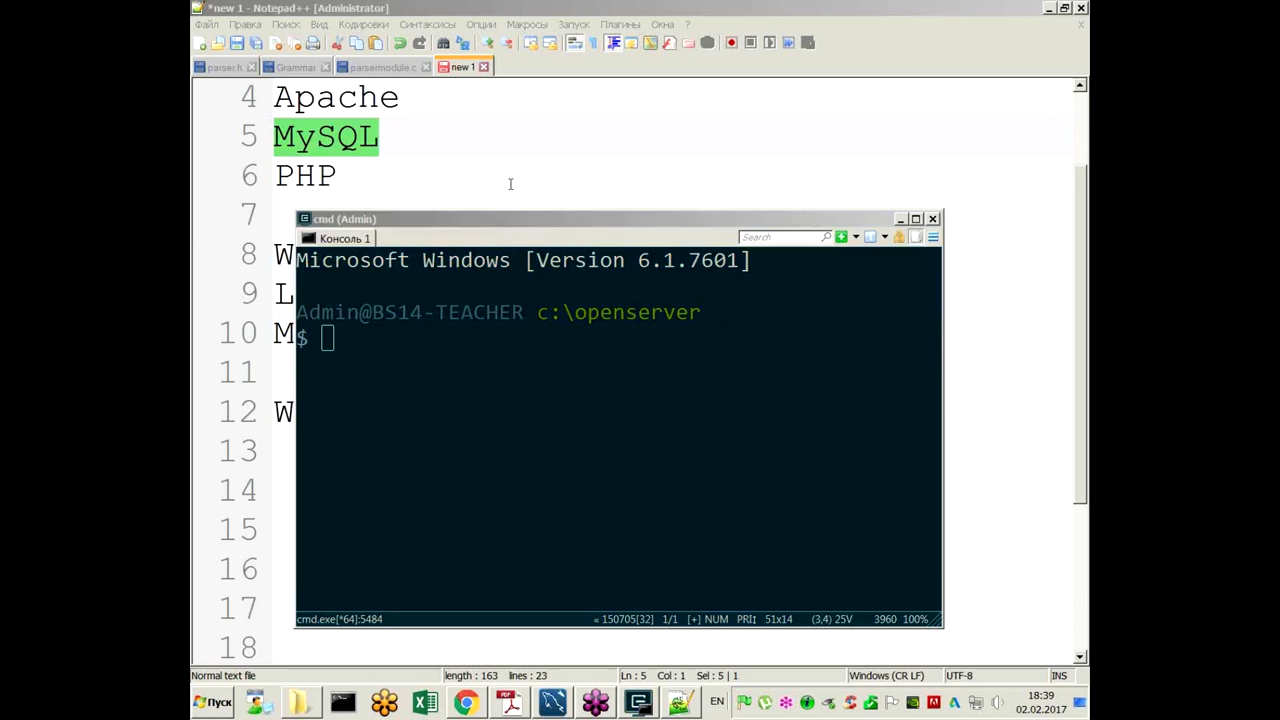 *new 1 - Notepad++ [Administrator]
Файл Правка Поиск Вид Кодировки Синтаксисы Опции Макросы Запуск Плагины Окна ?
parser.h Grammar parsermodule.c new 1
4 Apache
5 MySQL
6 PHP
7
8 W
9 L
10 M
11
12 W
13
14
15
16
17
18
cmd (Admin)
Консоль 1 Search
Microsoft Windows [Version 6.1.7601]
Admin@BS14-TEACHER c:\openserver
$
cmd.exe[*64]:5484 « 150705[32] 1/1 [+] NUM PRI↕ 51x14 (3,4) 25V 3960 100%
Normal text file length : 163 lines : 23 Ln : 5 Col : 1 Sel : 5 | 1 Windows (CR LF) UTF-8 INS
Пуск EN 18:39
02.02.2017